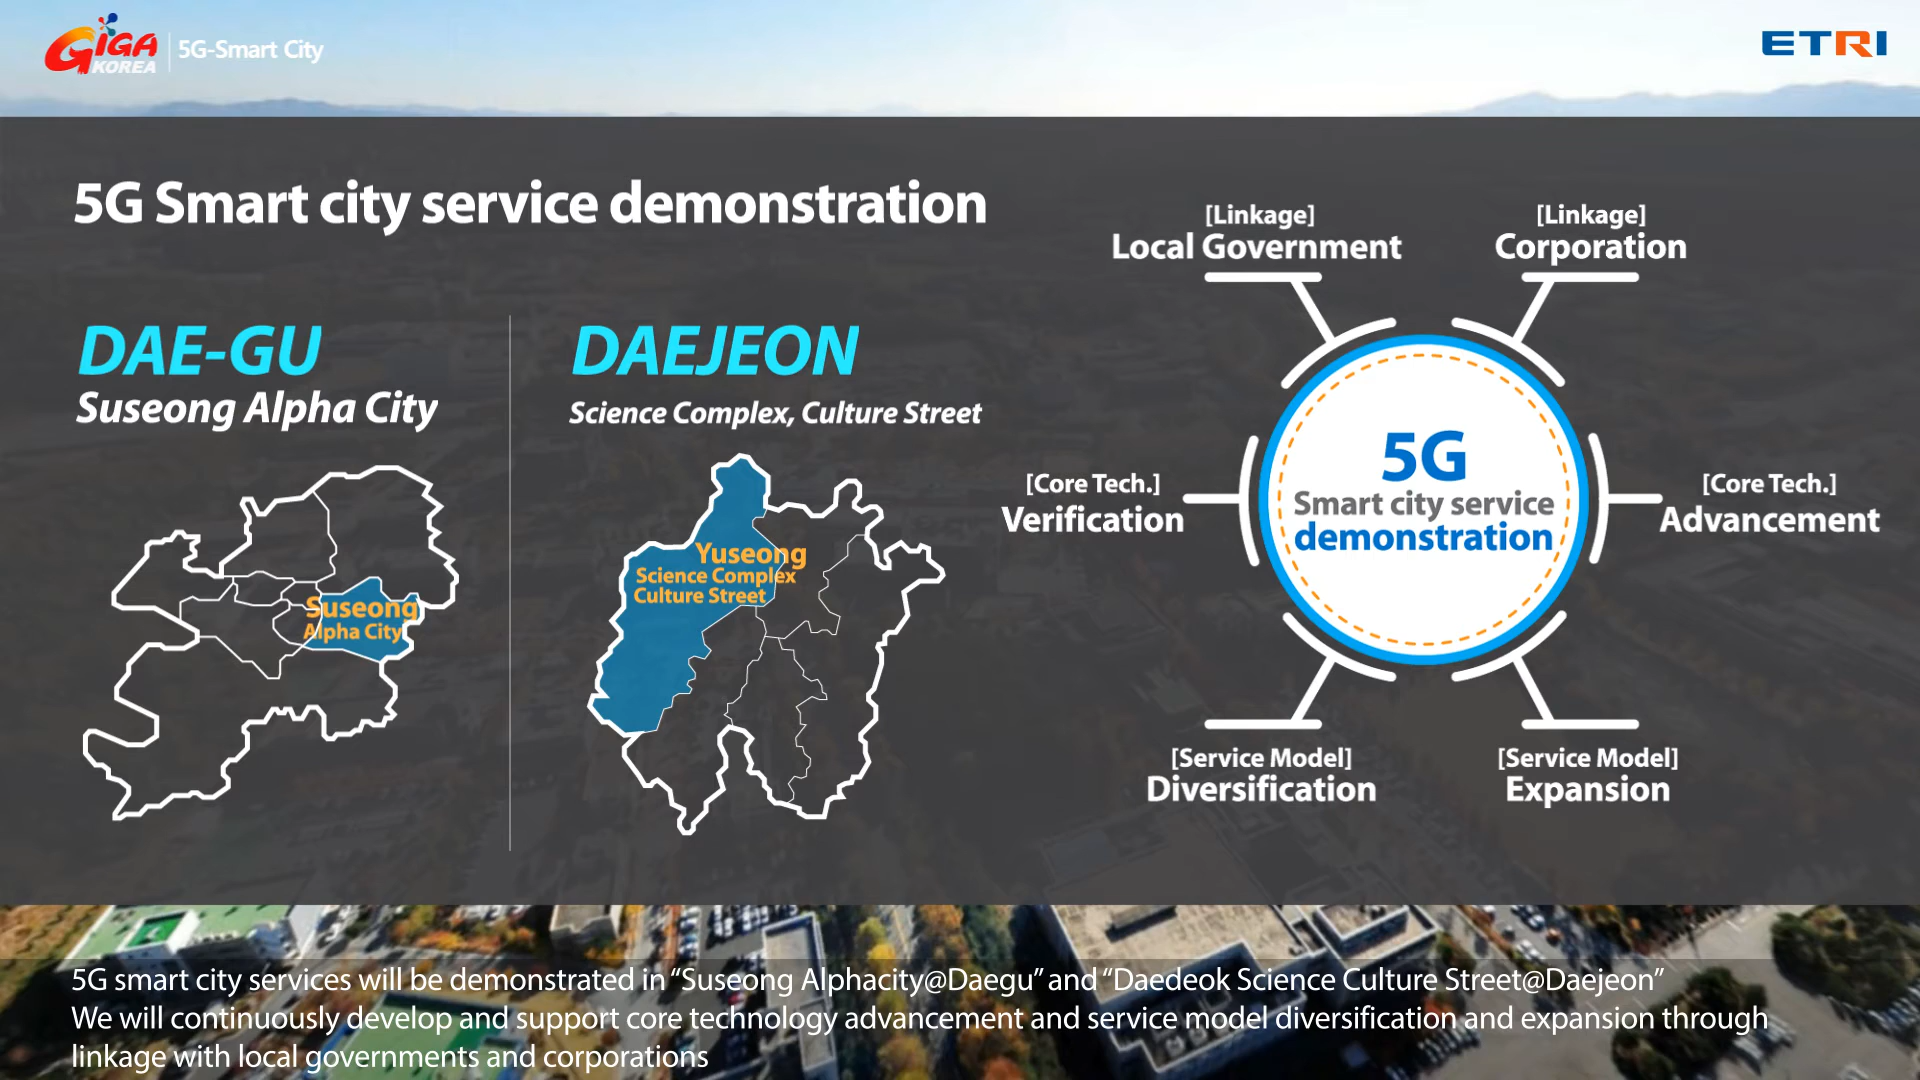 GIGA
KOREA
5G-Smart City
ETRI
5G Smart city service demonstration
DAE-GU
Suseong Alpha City
Suseong
Alpha City
DAEJEON
Science Complex, Culture Street
Yuseong
Science Complex
Culture Street
[Linkage]
Local Government
[Linkage]
Corporation
[Core Tech.]
Verification
5G
Smart city service
demonstration
[Core Tech.]
Advancement
[Service Model]
Diversification
[Service Model]
Expansion
5G smart city services will be demonstrated in “Suseong Alphacity@Daegu” and “Daedeok Science Culture Street@Daejeon”
We will continuously develop and support core technology advancement and service model diversification and expansion through
linkage with local governments and corporations